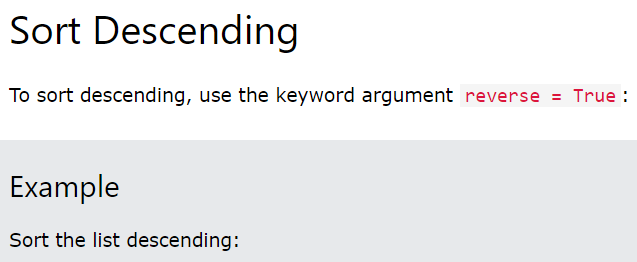 Sort Descending
To sort descending, use the keyword argument reverse = True:
Example
Sort the list descending: